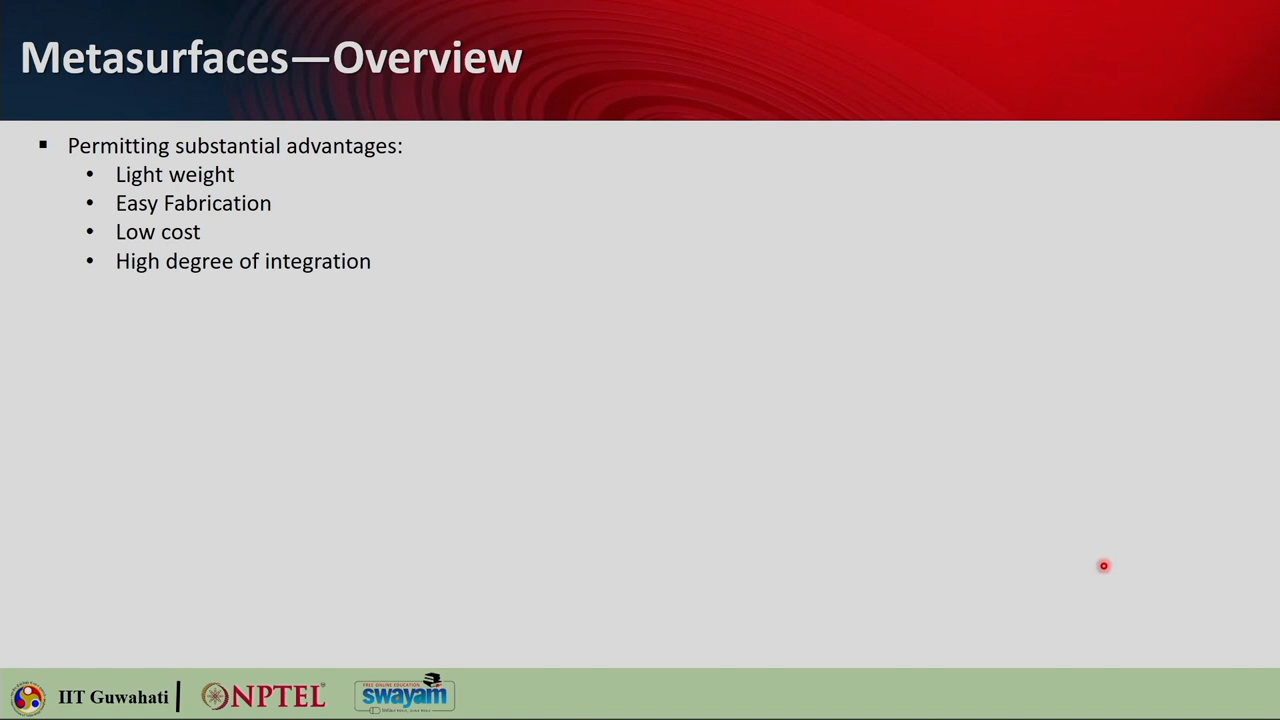 Metasurfaces—Overview
▪ Permitting substantial advantages:
• Light weight
• Easy Fabrication
• Low cost
• High degree of integration
IIT Guwahati
NPTEL
FREE ONLINE EDUCATION
swayam